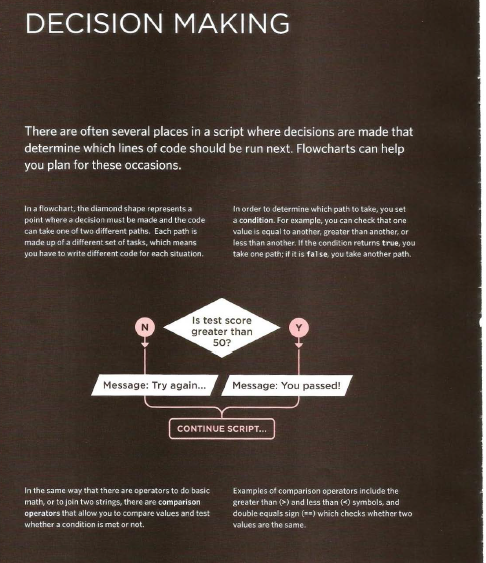 DECISION MAKING
There are often several places in a script where decisions are made that
determine which lines of code should be run next. Flowcharts can help
you plan for these occasions.
In a flowchart, the diamond shape represents a
point where a decision must be made and the code
can take one of two different paths. Each path is
made up of a different set of tasks, which means
you have to write different code for each situation.
In order to determine which path to take, you set
a condition. For example, you can check that one
value is equal to another, greater than another, or
less than another. If the condition returns true, you
take one path; if it is false, you take another path.
N
Is test score
greater than
50?
Y
Message: Try again...
Message: You passed!
CONTINUE SCRIPT...
In the same way that there are operators to do basic
math, or to join two strings, there are comparison
operators that allow you to compare values and test
whether a condition is met or not.
Examples of comparison operators include the
greater than (>) and less than (<) symbols, and
double equals sign (==) which checks whether two
values are the same.